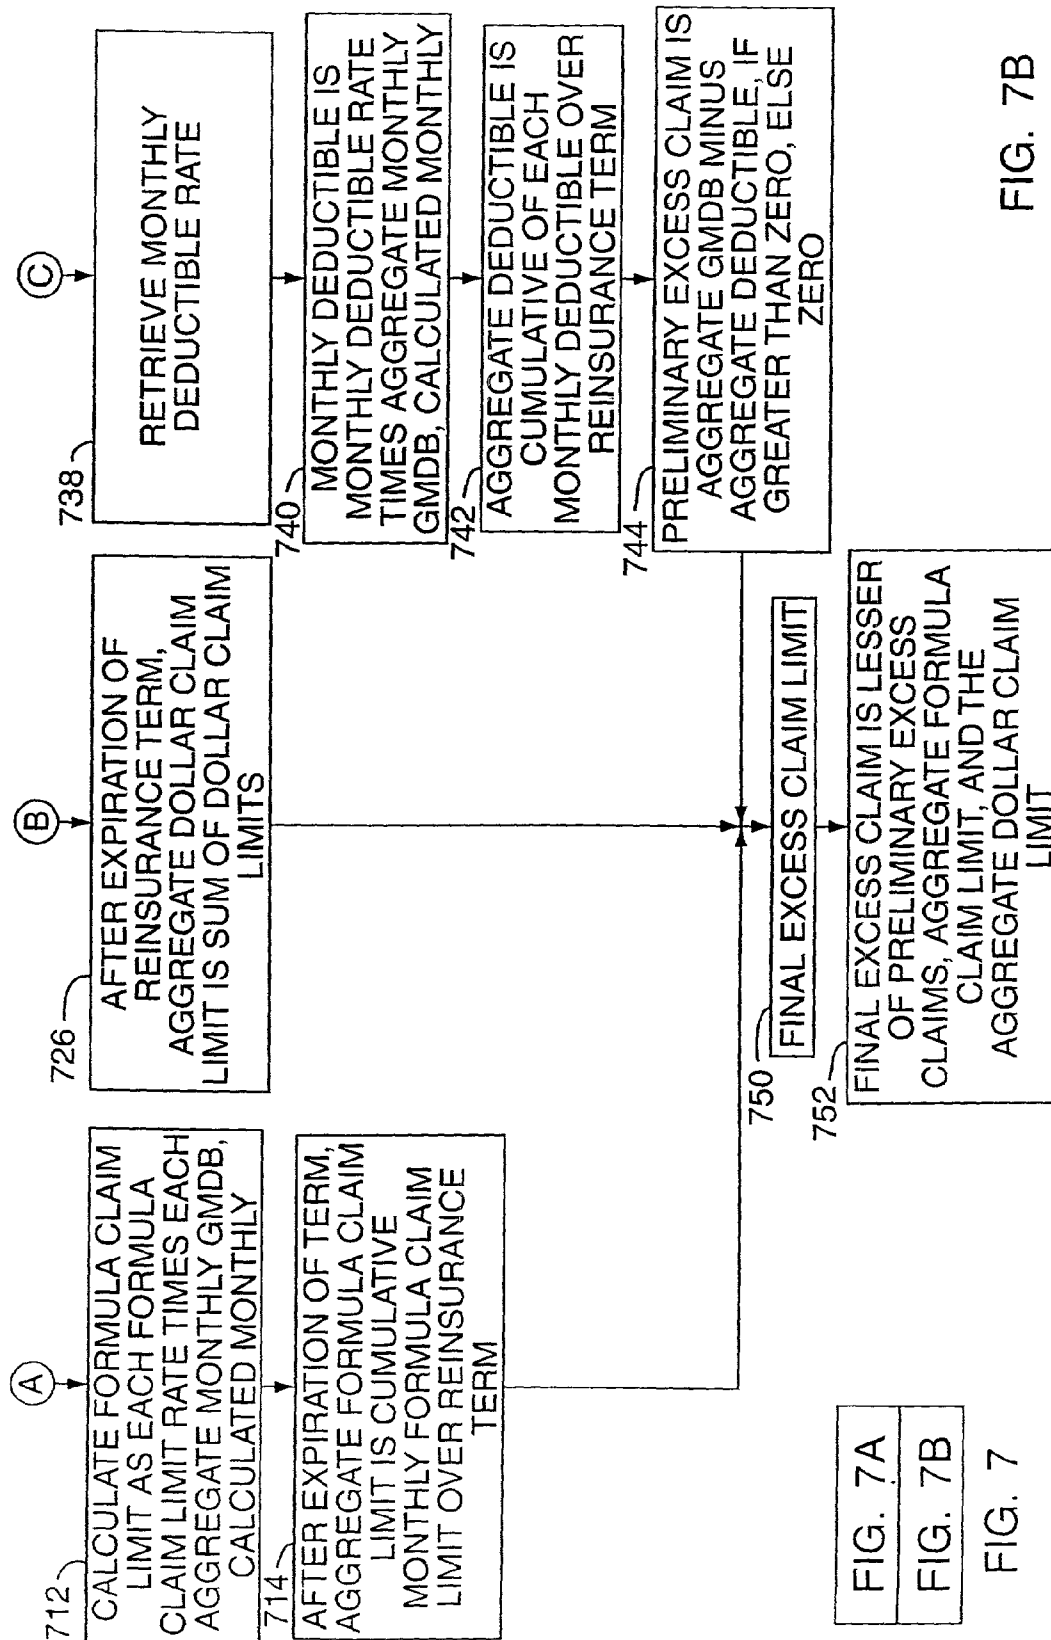 A
712
CALCULATE FORMULA CLAIM
LIMIT AS EACH FORMULA
CLAIM LIMIT RATE TIMES EACH
AGGREGATE MONTHLY GMDB,
CALCULATED MONTHLY
714
AFTER EXPIRATION OF TERM,
AGGREGATE FORMULA CLAIM
LIMIT IS CUMULATIVE
MONTHLY FORMULA CLAIM
LIMIT OVER REINSURANCE
TERM
B
726
AFTER EXPIRATION OF
REINSURANCE TERM,
AGGREGATE DOLLAR CLAIM
LIMIT IS SUM OF DOLLAR CLAIM
LIMITS
C
738
RETRIEVE MONTHLY
DEDUCTIBLE RATE
740
MONTHLY DEDUCTIBLE IS
MONTHLY DEDUCTIBLE RATE
TIMES AGGREGATE MONTHLY
GMDB, CALCULATED MONTHLY
742
AGGREGATE DEDUCTIBLE IS
CUMULATIVE OF EACH
MONTHLY DEDUCTIBLE OVER
REINSURANCE TERM
744
PRELIMINARY EXCESS CLAIM IS
AGGREGATE GMDB MINUS
AGGREGATE DEDUCTIBLE, IF
GREATER THAN ZERO, ELSE
ZERO
750
FINAL EXCESS CLAIM LIMIT
752
FINAL EXCESS CLAIM IS LESSER
OF PRELIMINARY EXCESS
CLAIMS, AGGREGATE FORMULA
CLAIM LIMIT, AND THE
AGGREGATE DOLLAR CLAIM
LIMIT
FIG. 7A
FIG. 7B
FIG. 7
FIG. 7B